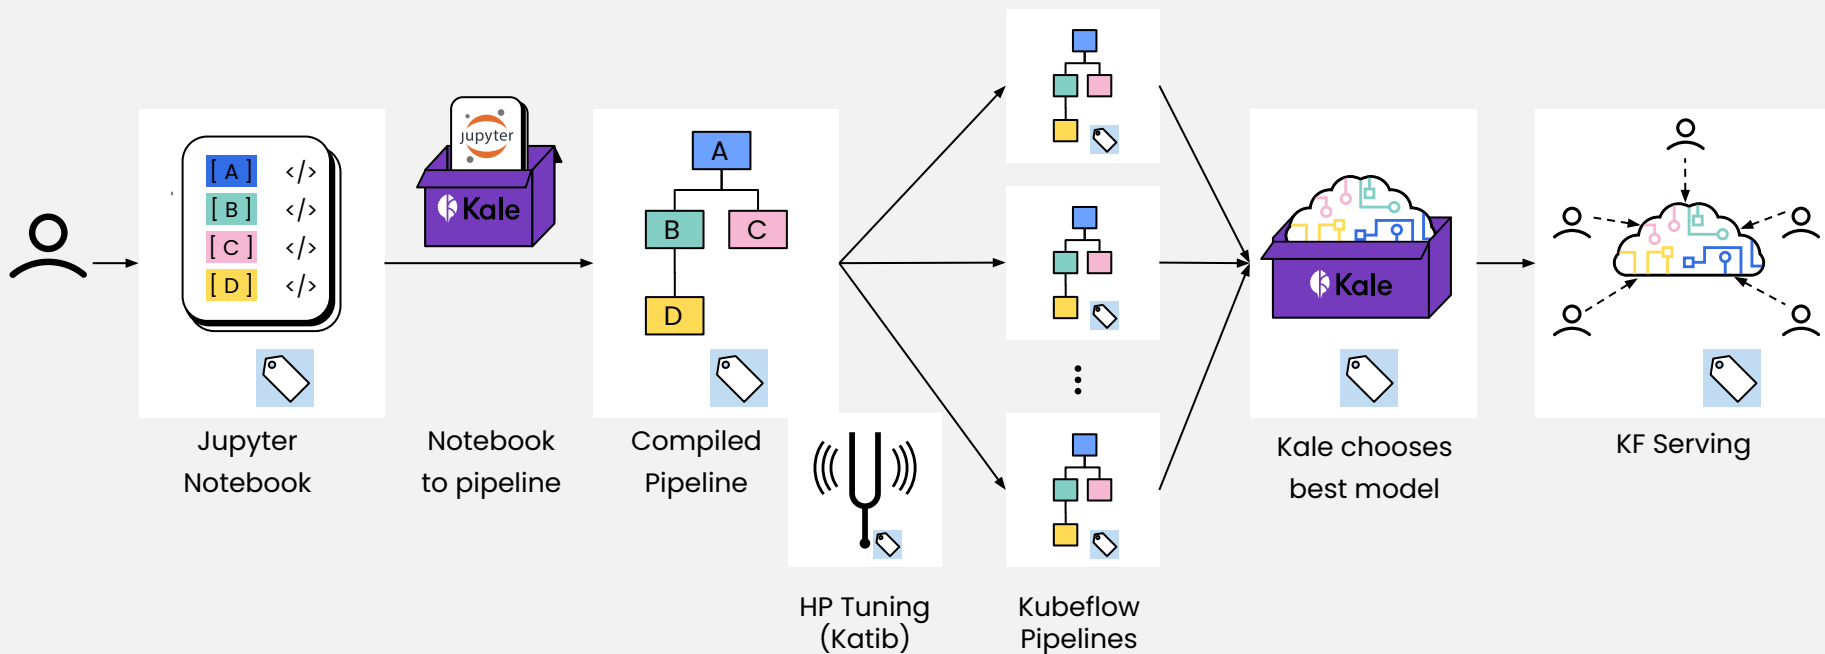 [ A ] </>
[ B ] </>
[ C ] </>
[ D ] </>
Jupyter
Notebook
jupyter
Kale
Notebook
to pipeline
A
B
C
D
Compiled
Pipeline
HP Tuning
(Katib)
Kubeflow
Pipelines
Kale
Kale chooses
best model
KF Serving